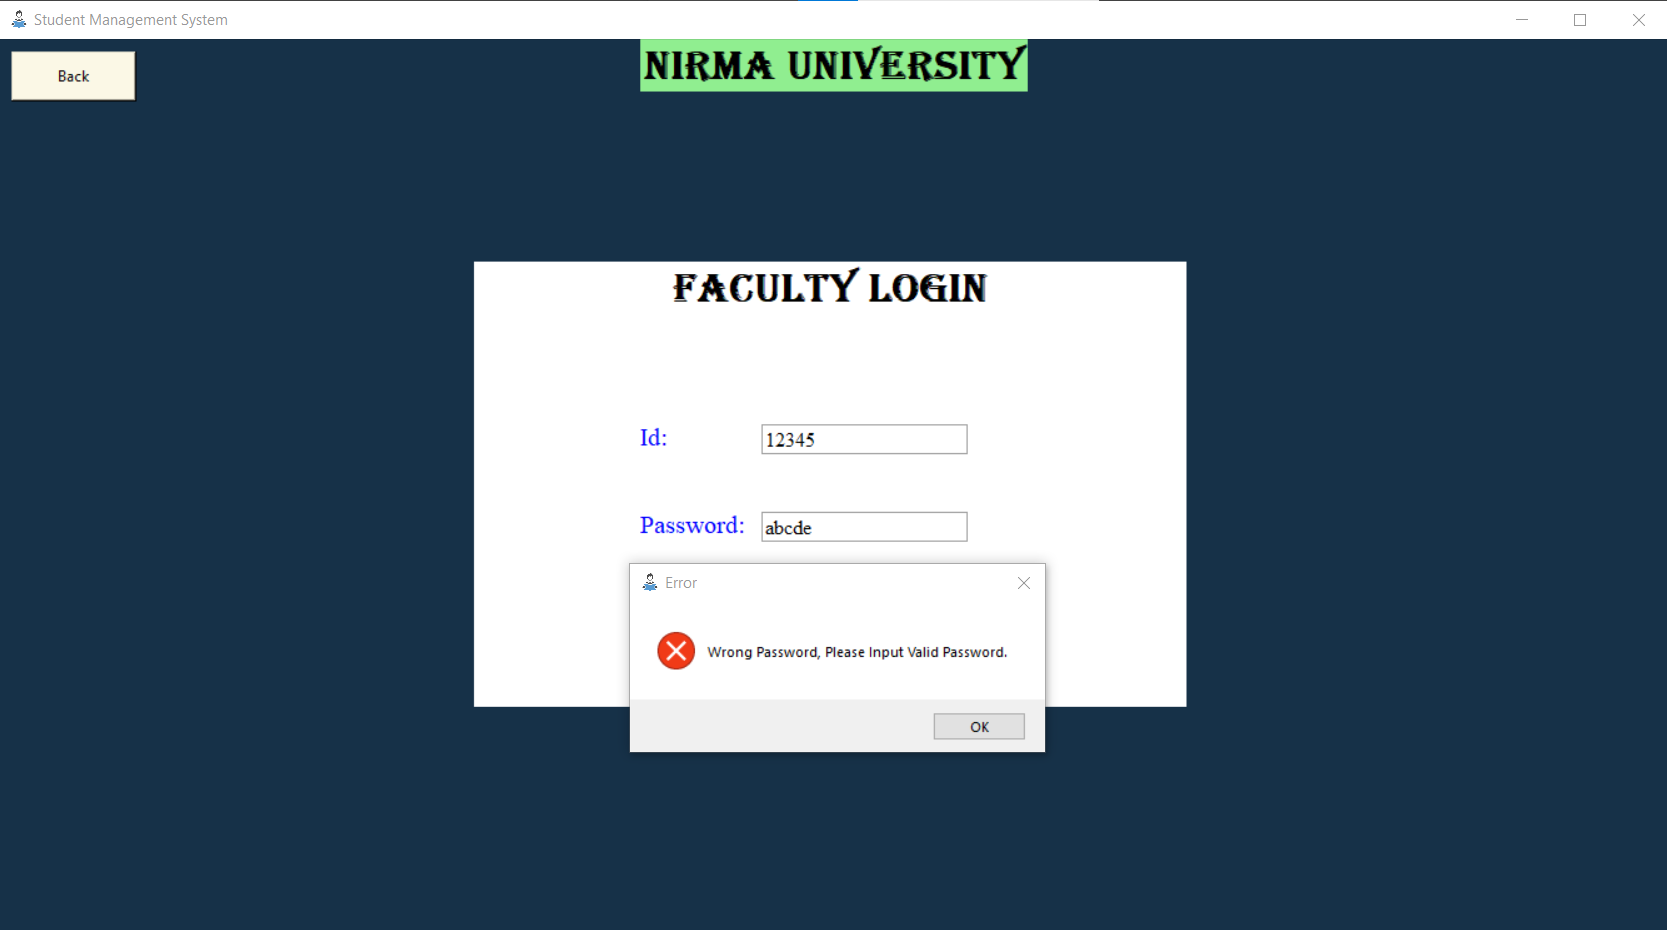 Student Management System
Back
NIRMA UNIVERSITY
FACULTY LOGIN
Id: 12345
Password: abcde
Error
Wrong Password, Please Input Valid Password.
OK